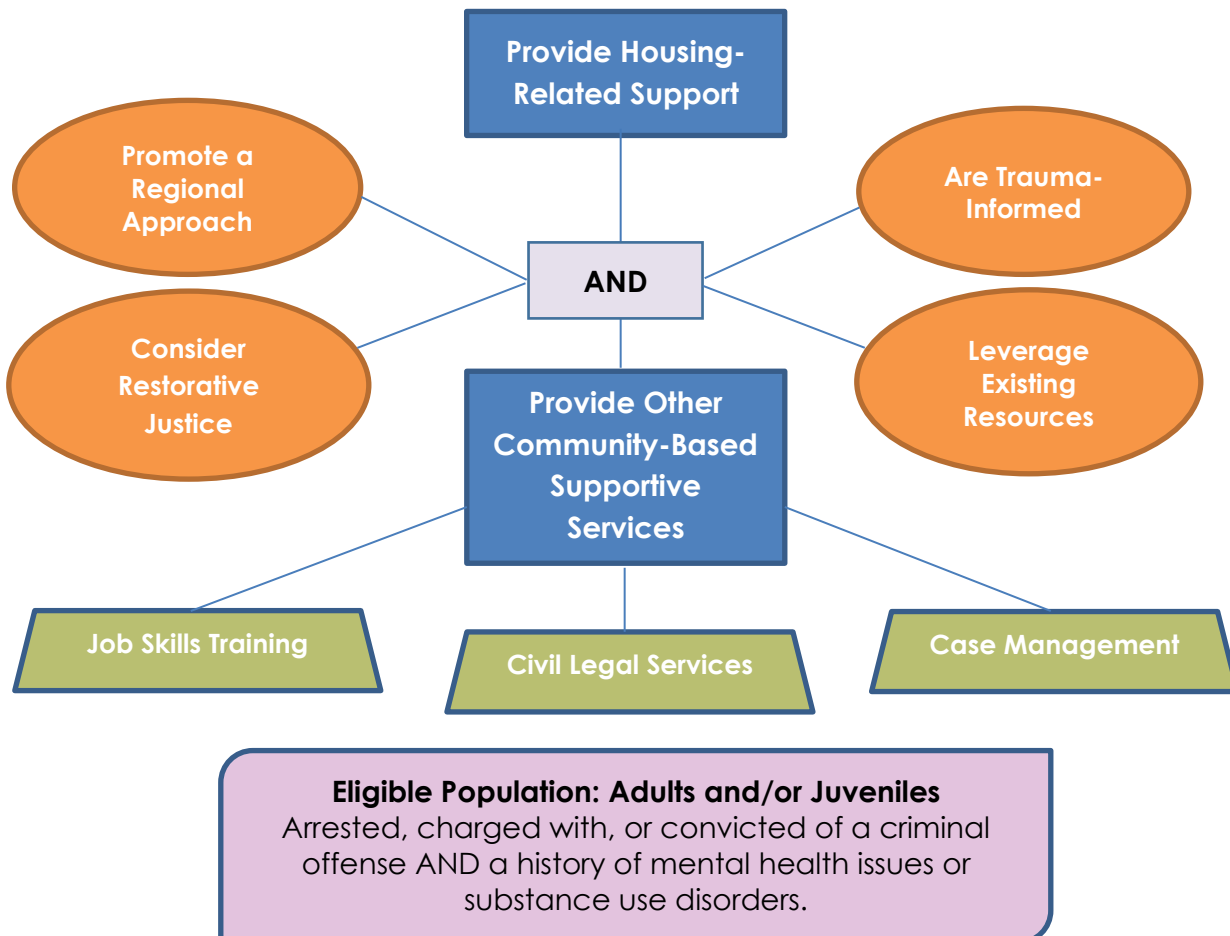 Provide Housing-
Related Support
Promote a
Regional
Approach
Are Trauma-
Informed
AND
Consider
Restorative
Justice
Leverage
Existing
Resources
Provide Other
Community-Based
Supportive
Services
Job Skills Training
Civil Legal Services
Case Management
Eligible Population: Adults and/or Juveniles
Arrested, charged with, or convicted of a criminal
offense AND a history of mental health issues or
substance use disorders.